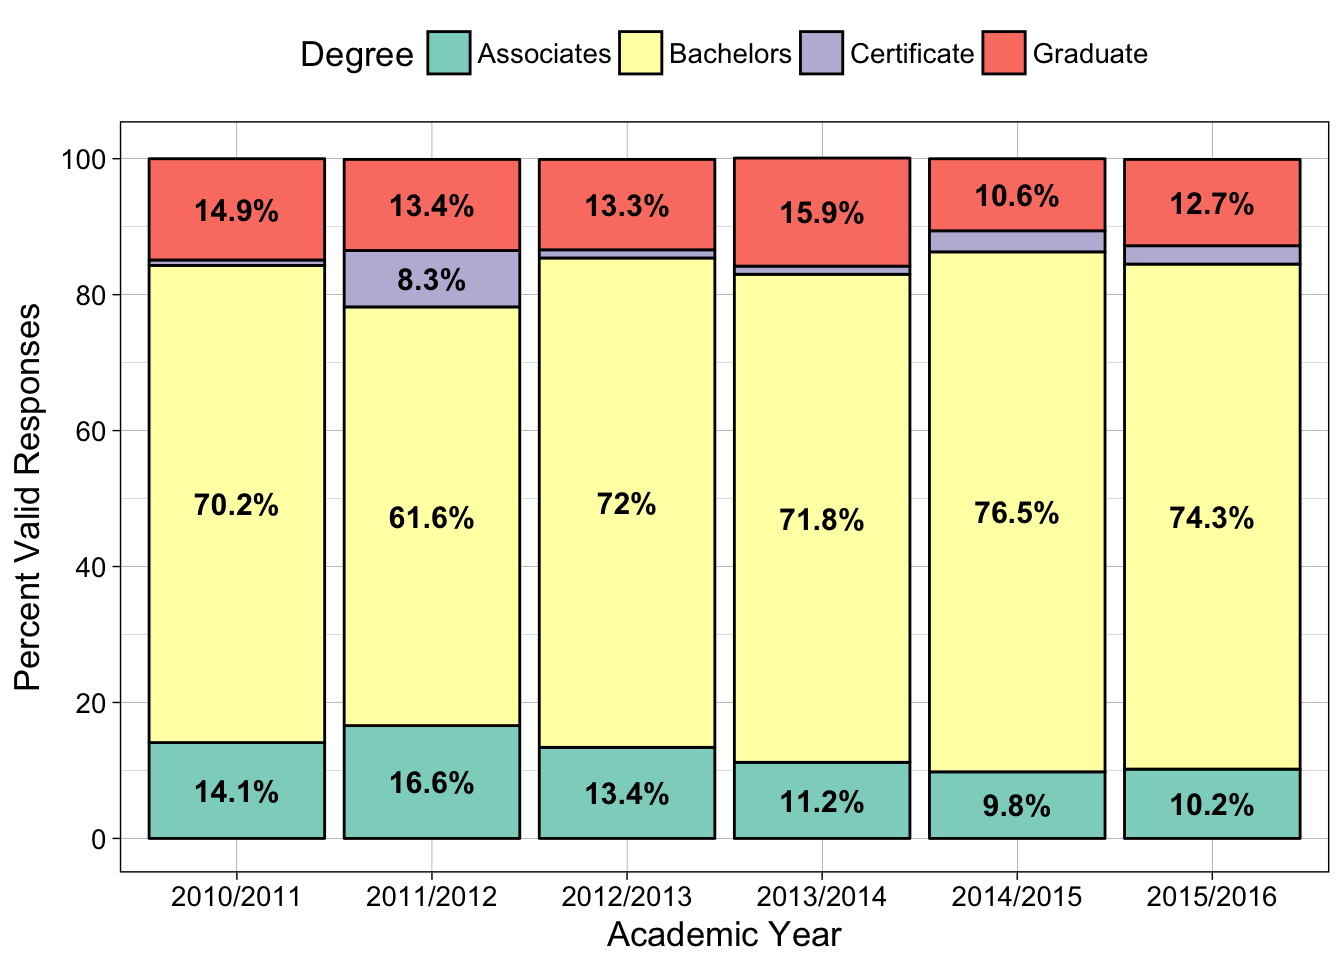 Degree Associates Bachelors Certificate Graduate
Percent Valid Responses
100
80
60
40
20
0
14.9% 13.4% 13.3% 15.9% 10.6% 12.7%
8.3%
70.2% 61.6% 72% 71.8% 76.5% 74.3%
14.1% 16.6% 13.4% 11.2% 9.8% 10.2%
2010/2011 2011/2012 2012/2013 2013/2014 2014/2015 2015/2016
Academic Year